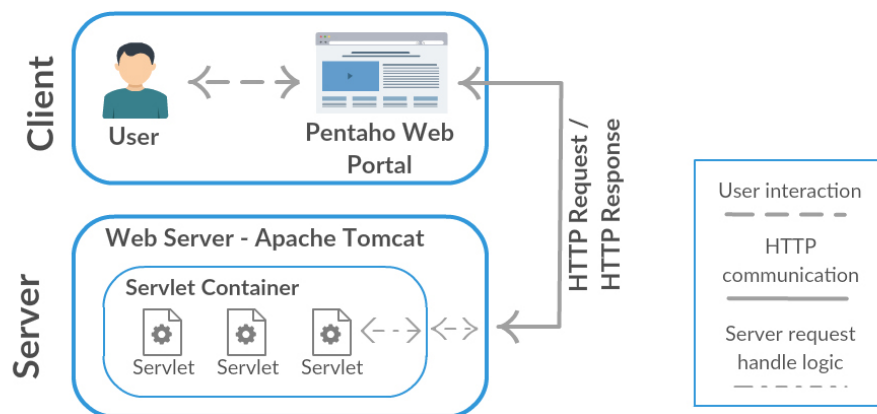 Client
User
Pentaho Web
Portal
HTTP Request /
HTTP Response
Server
Web Server - Apache Tomcat
Servlet Container
Servlet
Servlet
Servlet
User interaction
HTTP
communication
Server request
handle logic